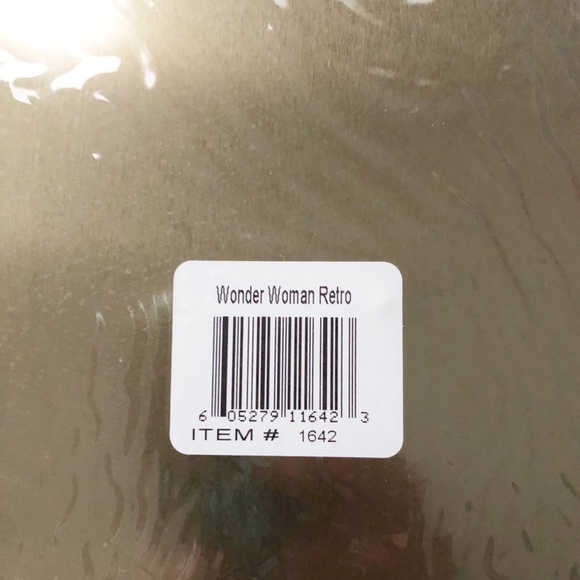 Wonder Woman Retro
6 05279 11642 3
ITEM # 1642